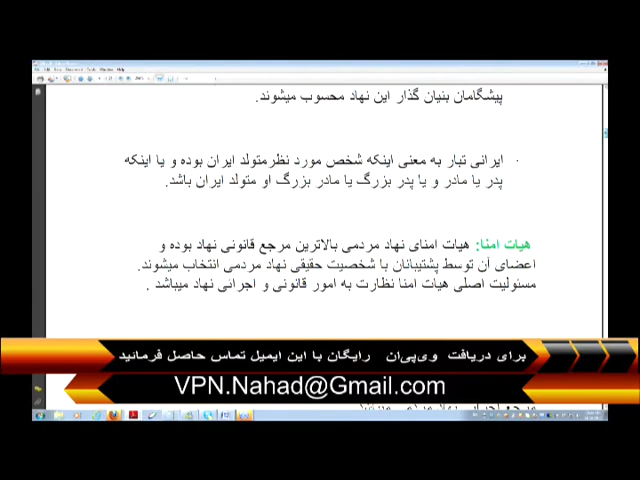 پیشگامان بنیان گذار این نهاد محسوب میشوند.
· ایرانی تبار به معنی اینکه شخص مورد نظرمتولد ایران بوده و یا اینکه
پدر یا مادر و یا پدر بزرگ یا مادر بزرگ او متولد ایران باشد.
هیات امنا: هیات امنای نهاد مردمی بالاترین مرجع قانونی نهاد بوده و
اعضای آن توسط پشتیبانان با شخصیت حقیقی نهاد مردمی انتخاب میشوند.
مسئولیت اصلی هیات امنا نظارت به امور قانونی و اجرائی نهاد میباشد .
برای دریافت وی‌پی‌ان رایگان با این ایمیل تماس حاصل فرمائید
VPN.Nahad@Gmail.com